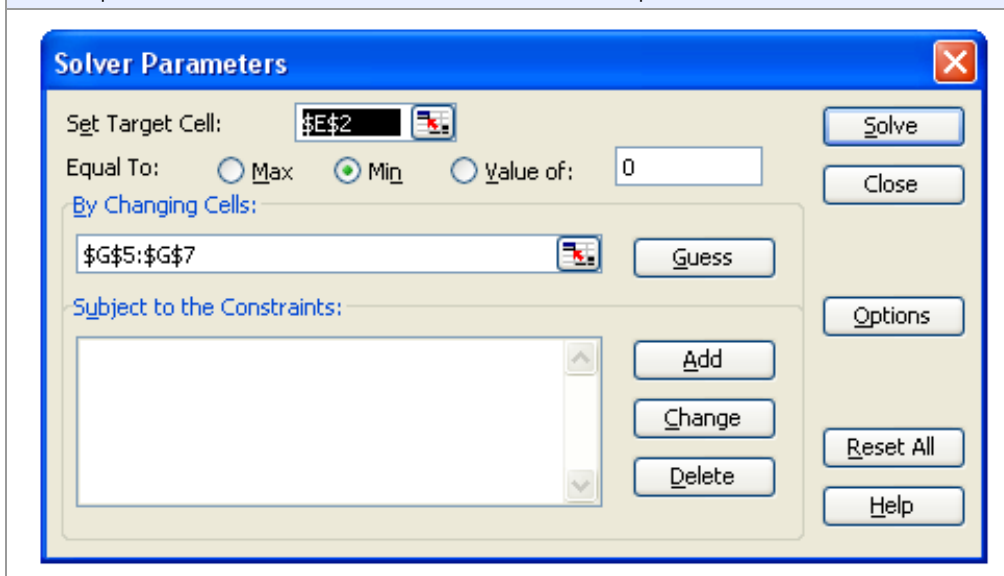 Solver Parameters
Set Target Cell: $E$2 Solve
Equal To: Max Min Value of: 0 Close
By Changing Cells:
$G$5:$G$7 Guess
Subject to the Constraints: Options
Add
Change
Reset All
Delete
Help